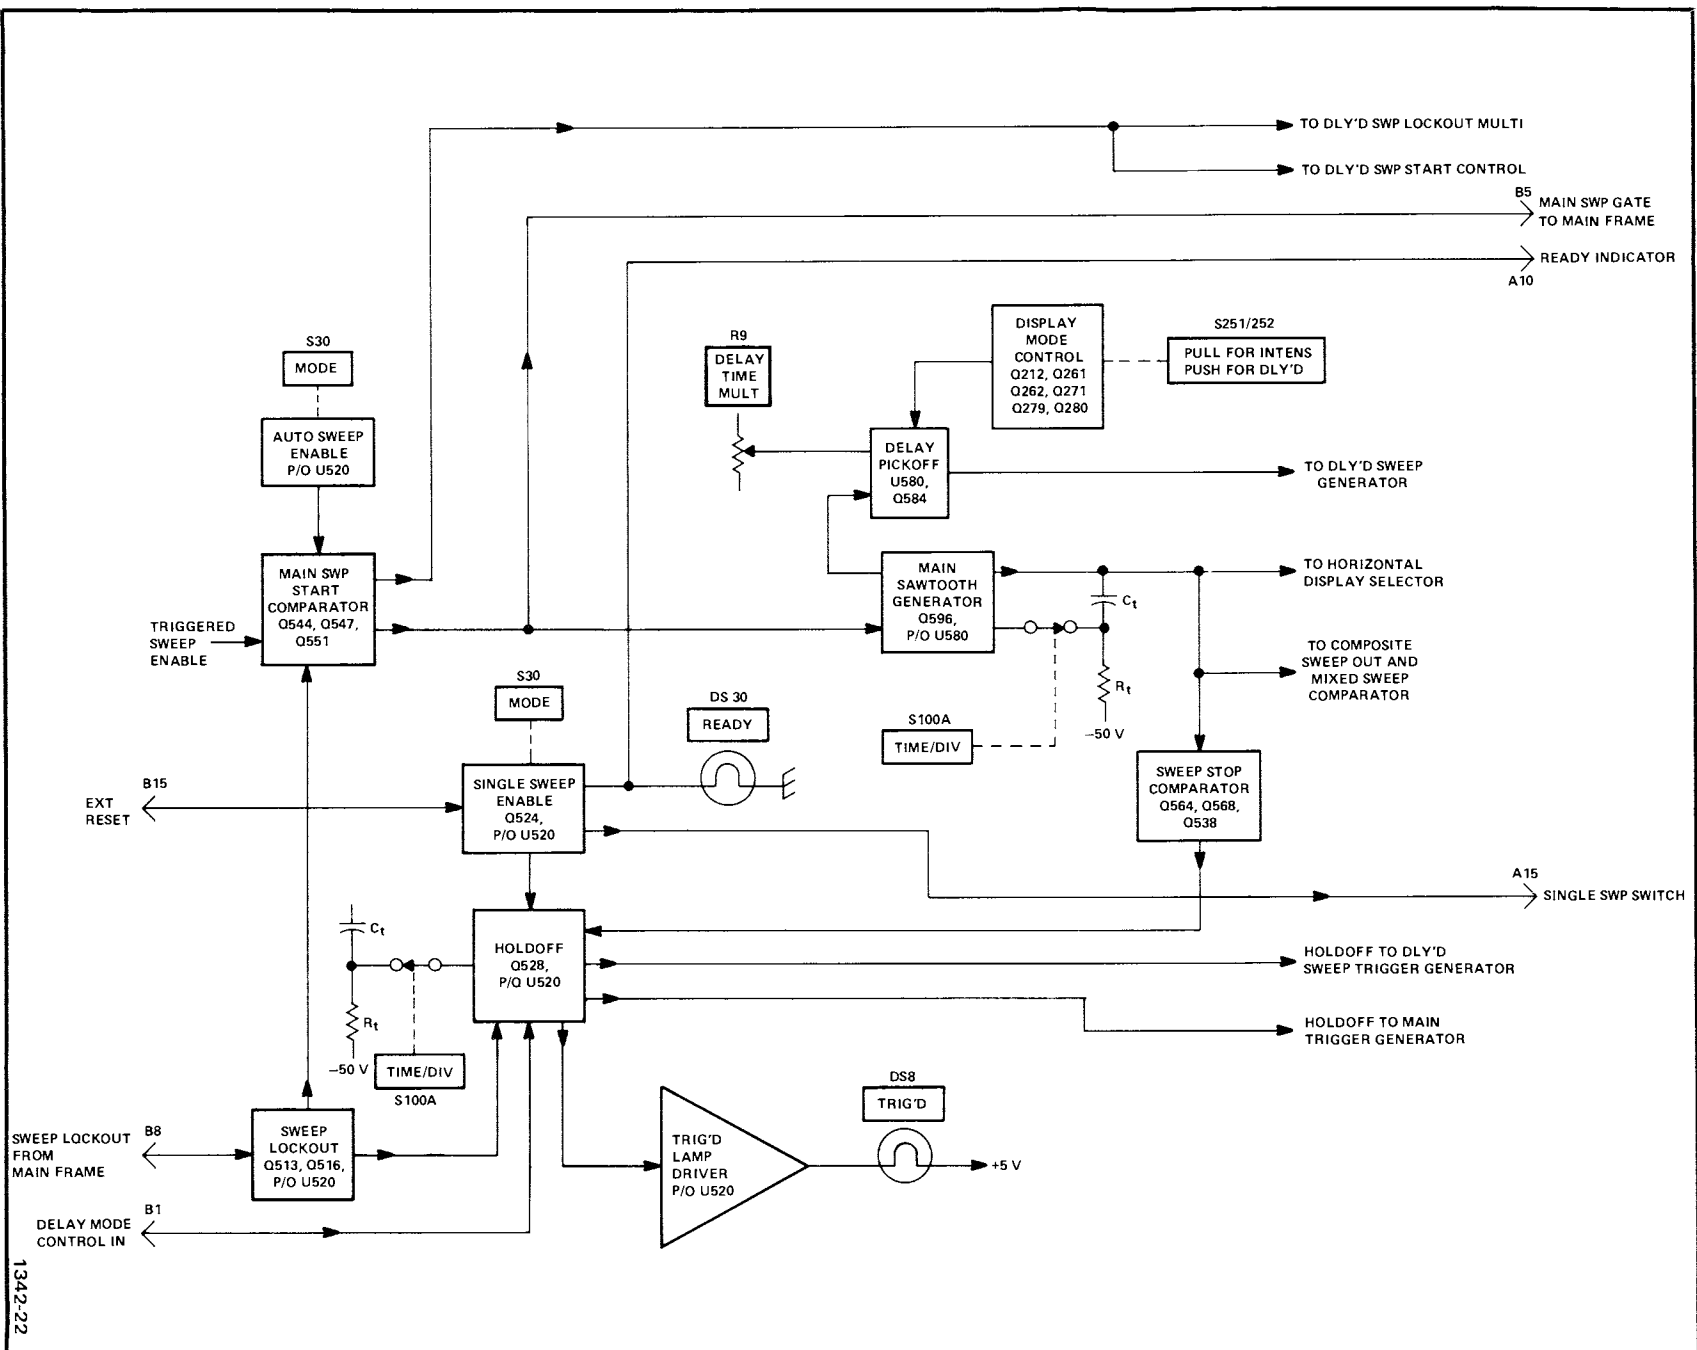 TO DLY'D SWP LOCKOUT MULTI
TO DLY'D SWP START CONTROL
B5
MAIN SWP GATE
TO MAIN FRAME
READY INDICATOR
A10
S30
MODE
AUTO SWEEP
ENABLE
P/O U520
R9
DELAY
TIME
MULT
DISPLAY
MODE
CONTROL
Q212, Q261
Q262, Q271
Q279, Q280
S251/252
PULL FOR INTENS
PUSH FOR DLY'D
DELAY
PICKOFF
U580,
Q584
TO DLY'D SWEEP
GENERATOR
MAIN SWP
START
COMPARATOR
Q544, Q547,
Q551
TRIGGERED
SWEEP
ENABLE
MAIN
SAWTOOTH
GENERATOR
Q596,
P/O U580
Ct
Rt
-50 V
TO HORIZONTAL
DISPLAY SELECTOR
TO COMPOSITE
SWEEP OUT AND
MIXED SWEEP
COMPARATOR
S100A
TIME/DIV
S30
MODE
DS 30
READY
SINGLE SWEEP
ENABLE
Q524,
P/O U520
B15
EXT
RESET
SWEEP STOP
COMPARATOR
Q564, Q568,
Q538
A15
SINGLE SWP SWITCH
HOLDOFF
Q528,
P/O U520
Ct
Rt
-50 V
TIME/DIV
S100A
HOLDOFF TO DLY'D
SWEEP TRIGGER GENERATOR
HOLDOFF TO MAIN
TRIGGER GENERATOR
SWEEP LOCKOUT
FROM
MAIN FRAME
B8
SWEEP
LOCKOUT
Q513, Q516,
P/O U520
TRIG'D
LAMP
DRIVER
P/O U520
DS8
TRIG'D
+5 V
DELAY MODE
CONTROL IN
B1
1342-22